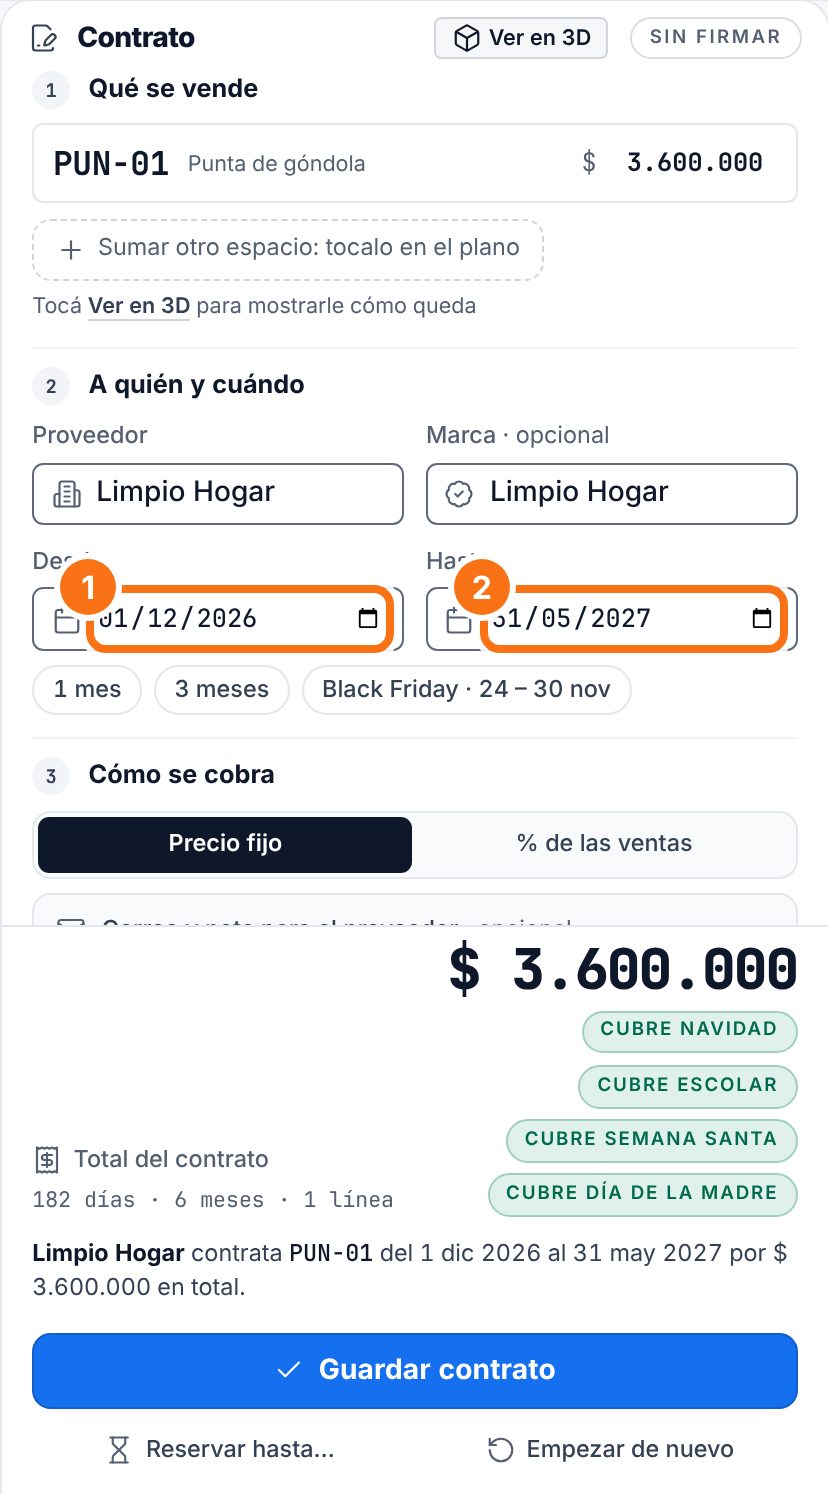 Contrato
Ver en 3D
SIN FIRMAR
1 Qué se vende
PUN-01 Punta de góndola $ 3.600.000
+ Sumar otro espacio: tocalo en el plano
Tocá Ver en 3D para mostrarle cómo queda
2 A quién y cuándo
Proveedor Marca · opcional
Limpio Hogar Limpio Hogar
1 2
01/12/2026 31/05/2027
1 mes 3 meses Black Friday · 24 – 30 nov
3 Cómo se cobra
Precio fijo % de las ventas
$ 3.600.000
CUBRE NAVIDAD
CUBRE ESCOLAR
CUBRE SEMANA SANTA
Total del contrato
CUBRE DÍA DE LA MADRE
182 días · 6 meses · 1 línea
Limpio Hogar contrata PUN-01 del 1 dic 2026 al 31 may 2027 por $
3.600.000 en total.
Guardar contrato
Reservar hasta... Empezar de nuevo